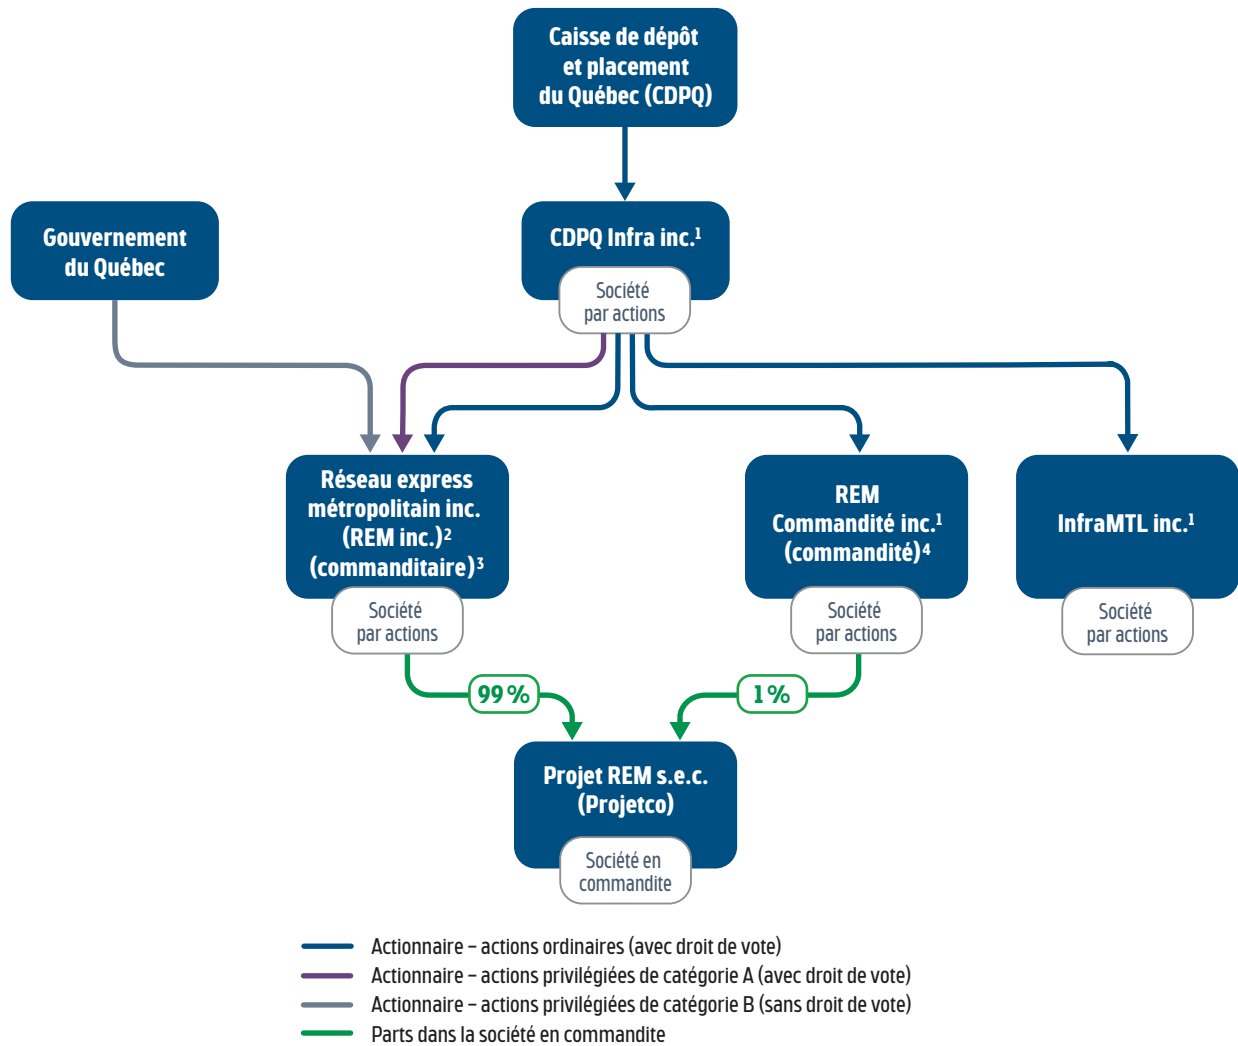 Caisse de dépôt
et placement
du Québec (CDPQ)
Gouvernement
du Québec
CDPQ Infra inc.¹
Société
par actions
Réseau express
métropolitain inc.
(REM inc.)²
(commanditaire)³
Société
par actions
REM
Commandité inc.¹
(commandité)⁴
Société
par actions
InfraMTL inc.¹
Société
par actions
99 %
1 %
Projet REM s.e.c.
(Projetco)
Société en
commandite
Actionnaire – actions ordinaires (avec droit de vote)
Actionnaire – actions privilégiées de catégorie A (avec droit de vote)
Actionnaire – actions privilégiées de catégorie B (sans droit de vote)
Parts dans la société en commandite